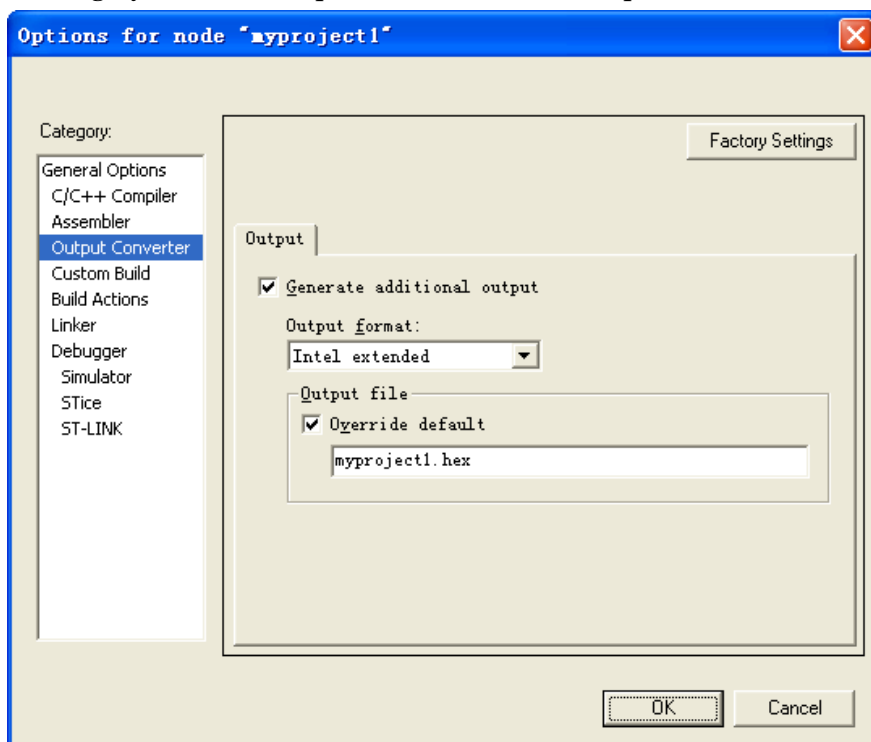 Options for node "myproject1"
Category:
Factory Settings
General Options
C/C++ Compiler
Assembler
Output Converter
Custom Build
Build Actions
Linker
Debugger
Simulator
STice
ST-LINK
Output
Generate additional output
Output format:
Intel extended
Output file
Override default
myproject1.hex
OK
Cancel